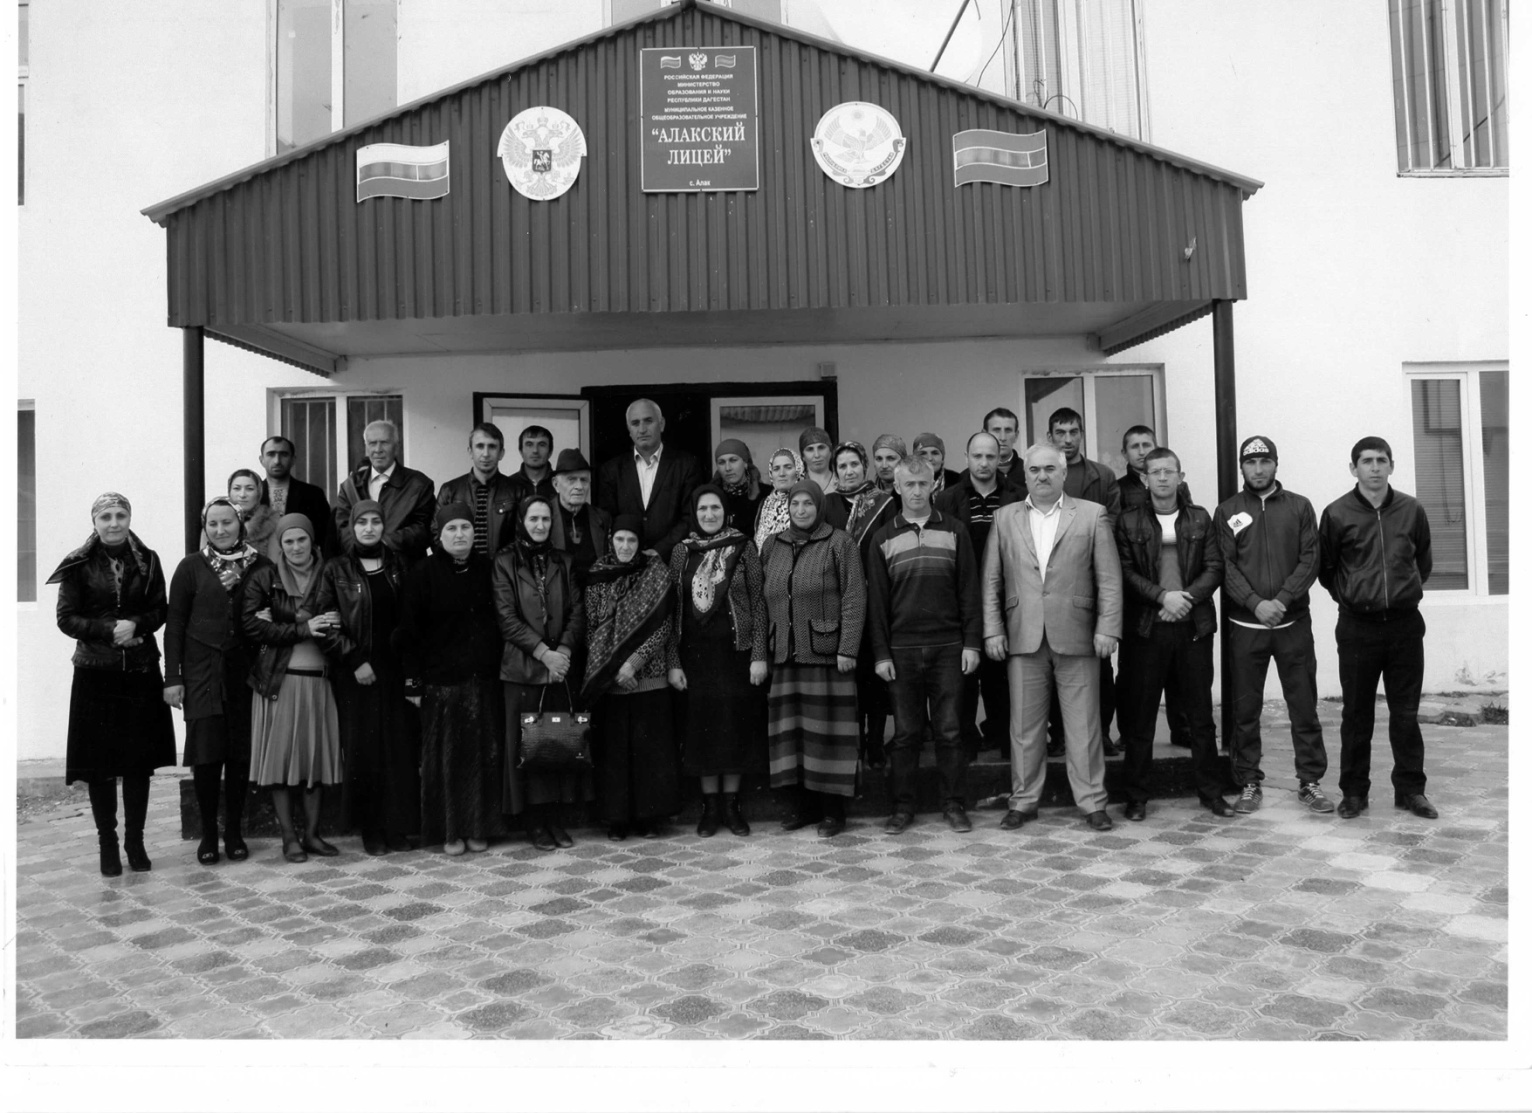 РОССИЙСКАЯ ФЕДЕРАЦИЯ
МИНИСТЕРСТВО
ОБРАЗОВАНИЯ И НАУКИ
РЕСПУБЛИКИ ДАГЕСТАН
МУНИЦИПАЛЬНОЕ КАЗЕННОЕ
ОБЩЕОБРАЗОВАТЕЛЬНОЕ УЧРЕЖДЕНИЕ
"АЛАКСКИЙ
ЛИЦЕЙ"
с. Алак